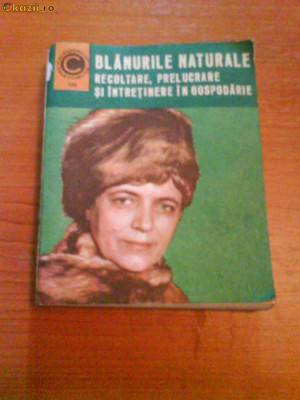 okazii.ro
BLĂNURILE NATURALE
RECOLTARE, PRELUCRARE
ȘI ÎNTREȚINERE ÎN GOSPODĂRIE